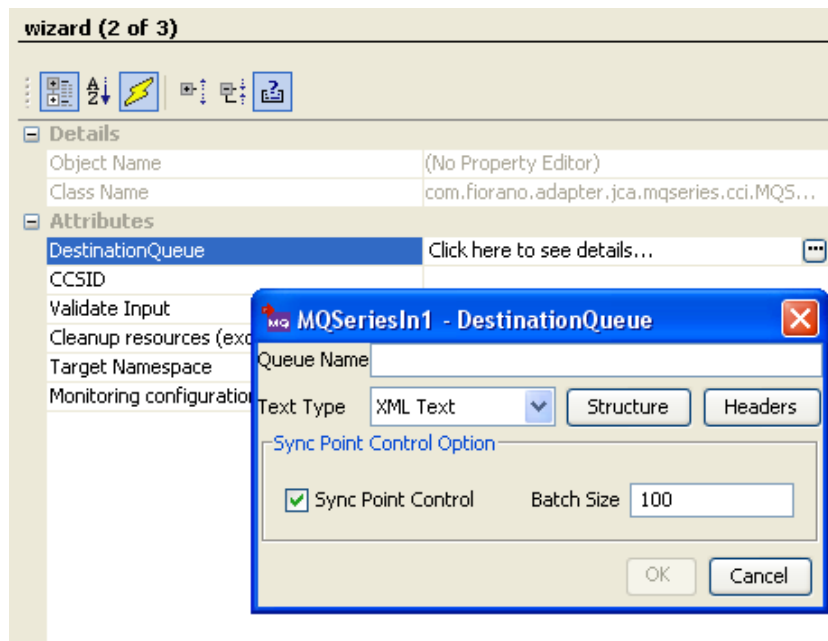 wizard (2 of 3)
Details
Object Name (No Property Editor)
Class Name com.fiorano.adapter.jca.mqseries.cci.MQS...
Attributes
DestinationQueue Click here to see details...
CCSID
Validate Input
Cleanup resources (exc
Target Namespace
Monitoring configuration
MQ MQSeriesIn1 - DestinationQueue
Queue Name
Text Type XML Text Structure Headers
Sync Point Control Option
Sync Point Control Batch Size 100
OK Cancel